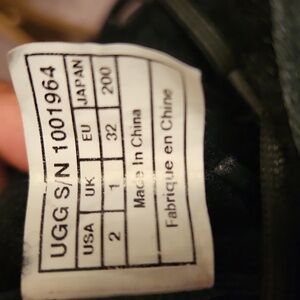 UGG S/N 1001964
USA UK EU JAPAN
2 1 32 200
Made In China
Fabrique en Chine